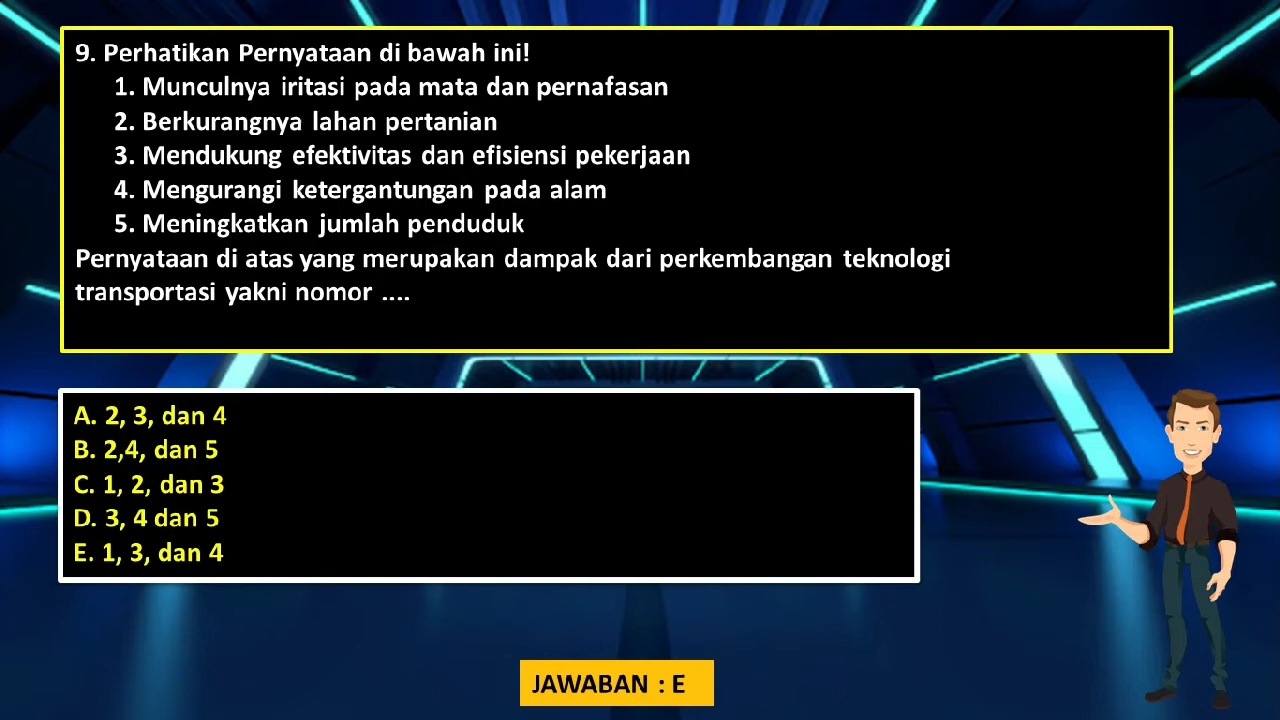 9. Perhatikan Pernyataan di bawah ini!
1. Munculnya iritasi pada mata dan pernafasan
2. Berkurangnya lahan pertanian
3. Mendukung efektivitas dan efisiensi pekerjaan
4. Mengurangi ketergantungan pada alam
5. Meningkatkan jumlah penduduk
Pernyataan di atas yang merupakan dampak dari perkembangan teknologi
transportasi yakni nomor ....
A. 2, 3, dan 4
B. 2,4, dan 5
C. 1, 2, dan 3
D. 3, 4 dan 5
E. 1, 3, dan 4
JAWABAN : E